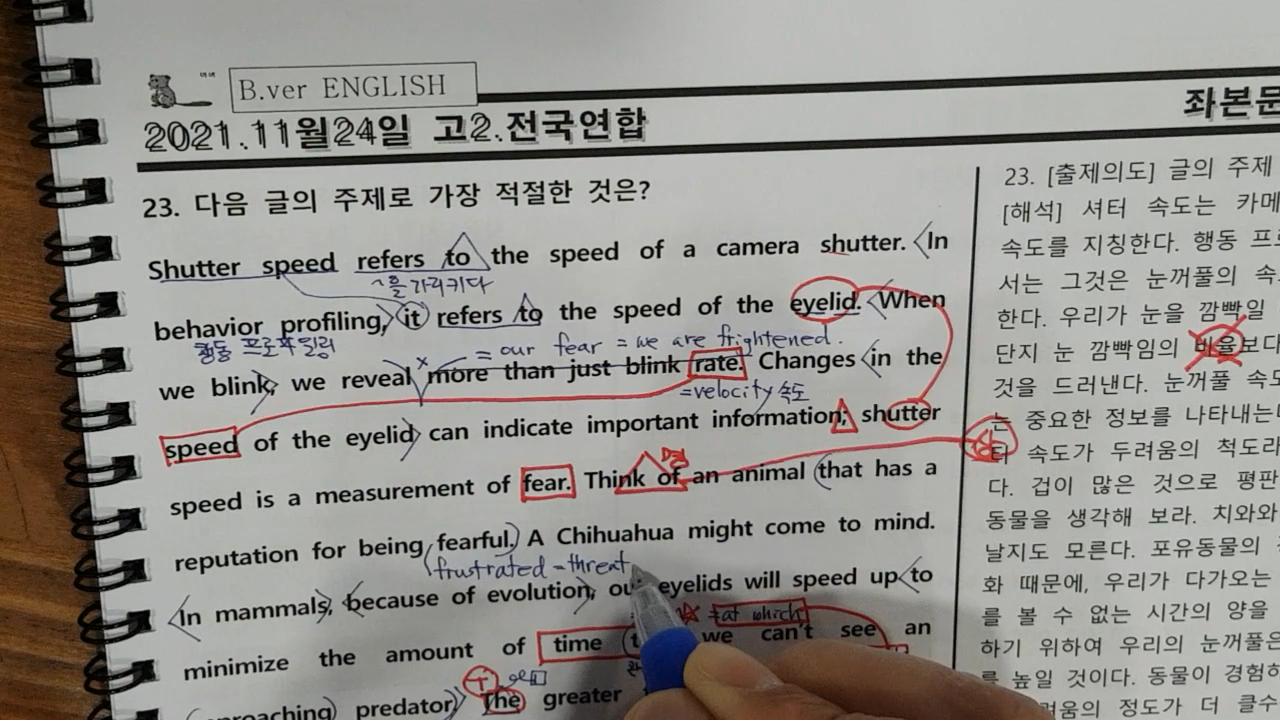 B.ver ENGLISH
2021.11월24일 고2.전국연합
좌본문
23. 다음 글의 주제로 가장 적절한 것은?
Shutter speed refers to the speed of a camera shutter. In
~를 가리키다
behavior profiling, it refers to the speed of the eyelid. When
행동 프로파일링
= our fear = we are frightened.
we blink, we reveal more than just blink rate. Changes in the
=velocity 속도
speed of the eyelid can indicate important information; shutter
speed is a measurement of fear. Think of an animal that has a
명
reputation for being fearful. A Chihuahua might come to mind.
frustrated = threat
In mammals, because of evolution, our eyelids will speed up to
= at which
minimize the amount of time we can't see an
approaching predator. The greater
23. [출제의도] 글의 주제
[해석] 셔터 속도는 카메
속도를 지칭한다. 행동 프로
서는 그것은 눈꺼풀의 속
한다. 우리가 눈을 깜빡일
단지 눈 깜빡임의 비율보다
것을 드러낸다. 눈꺼풀 속도
는 중요한 정보를 나타내는
터 속도가 두려움의 척도라
다. 겁이 많은 것으로 평판
동물을 생각해 보라. 치와와
날지도 모른다. 포유동물의
화 때문에, 우리가 다가오는
를 볼 수 없는 시간의 양을
하기 위하여 우리의 눈꺼풀은
를 높일 것이다. 동물이 경험하
려움의 정도가 더 클수